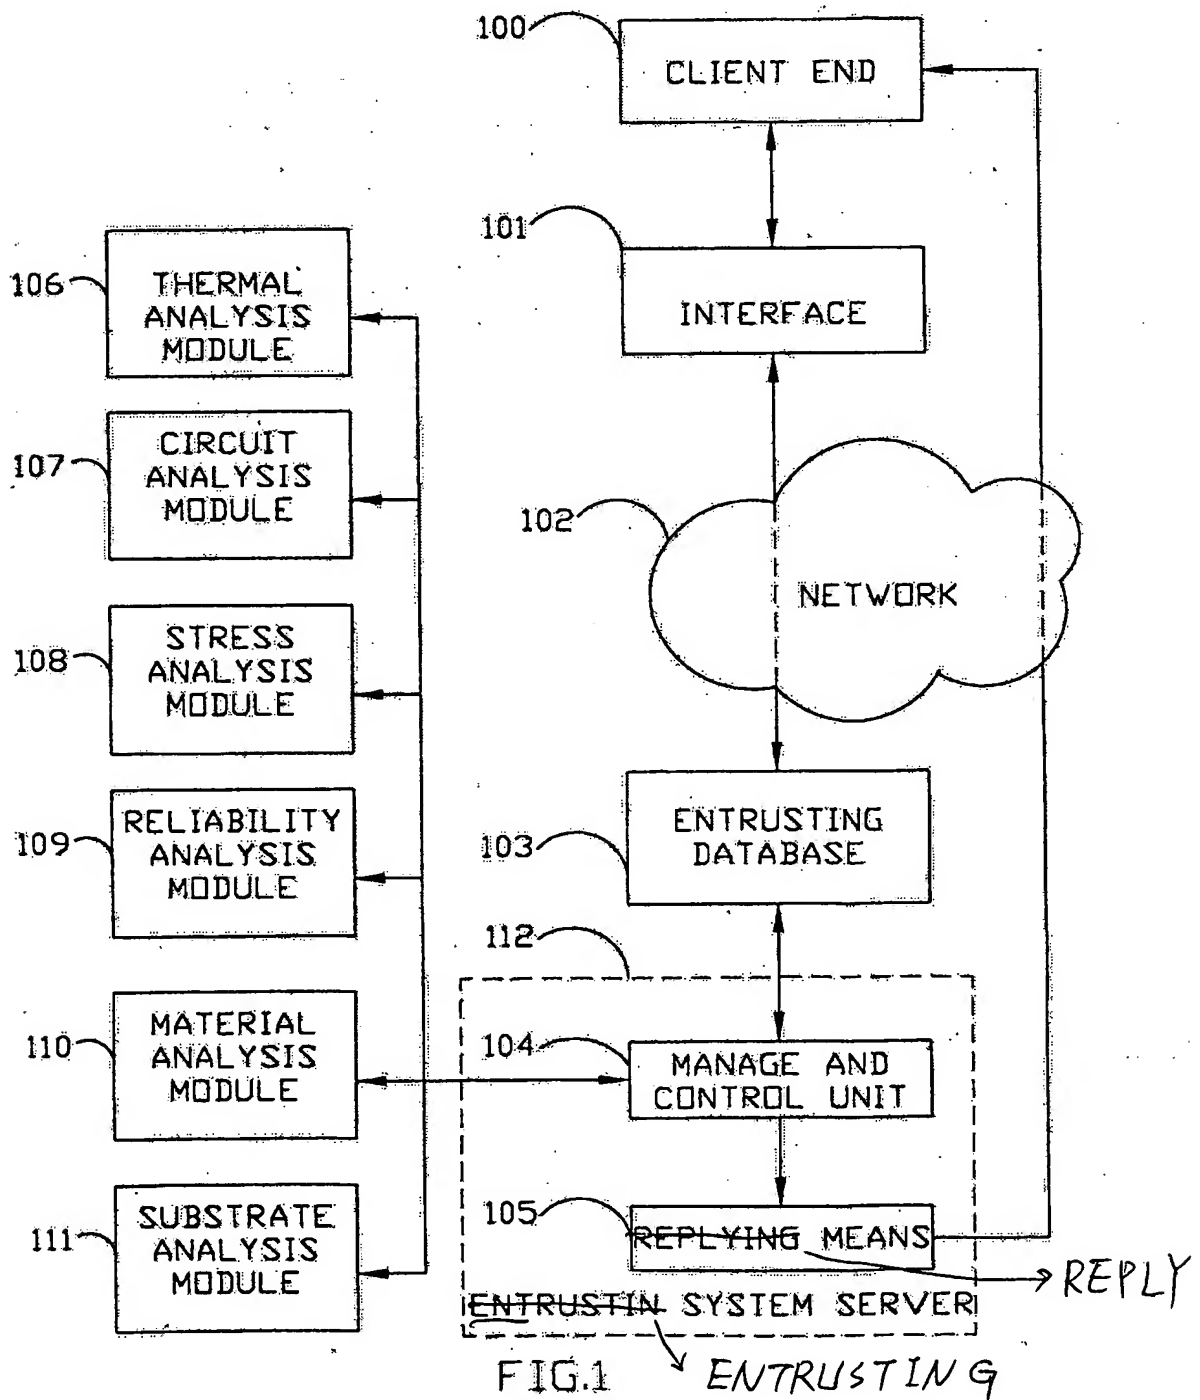 100
CLIENT END
101
INTERFACE
106
THERMAL
ANALYSIS
MODULE
107
CIRCUIT
ANALYSIS
MODULE
102
NETWORK
108
STRESS
ANALYSIS
MODULE
103
ENTRUSTING
DATABASE
109
RELIABILITY
ANALYSIS
MODULE
112
110
MATERIAL
ANALYSIS
MODULE
104
MANAGE AND
CONTROL UNIT
111
SUBSTRATE
ANALYSIS
MODULE
105
REPLYING MEANS
REPLY
ENTRUSTIN SYSTEM SERVER
ENTRUSTING
FIG.1